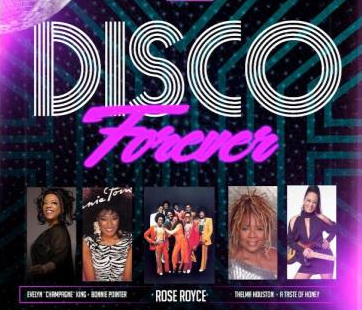 DISCO
Forever
EVELYN "CHAMPAGNE" KING • BONNIE POINTER
ROSE ROYCE
THELMA HOUSTON • A TASTE OF HONEY